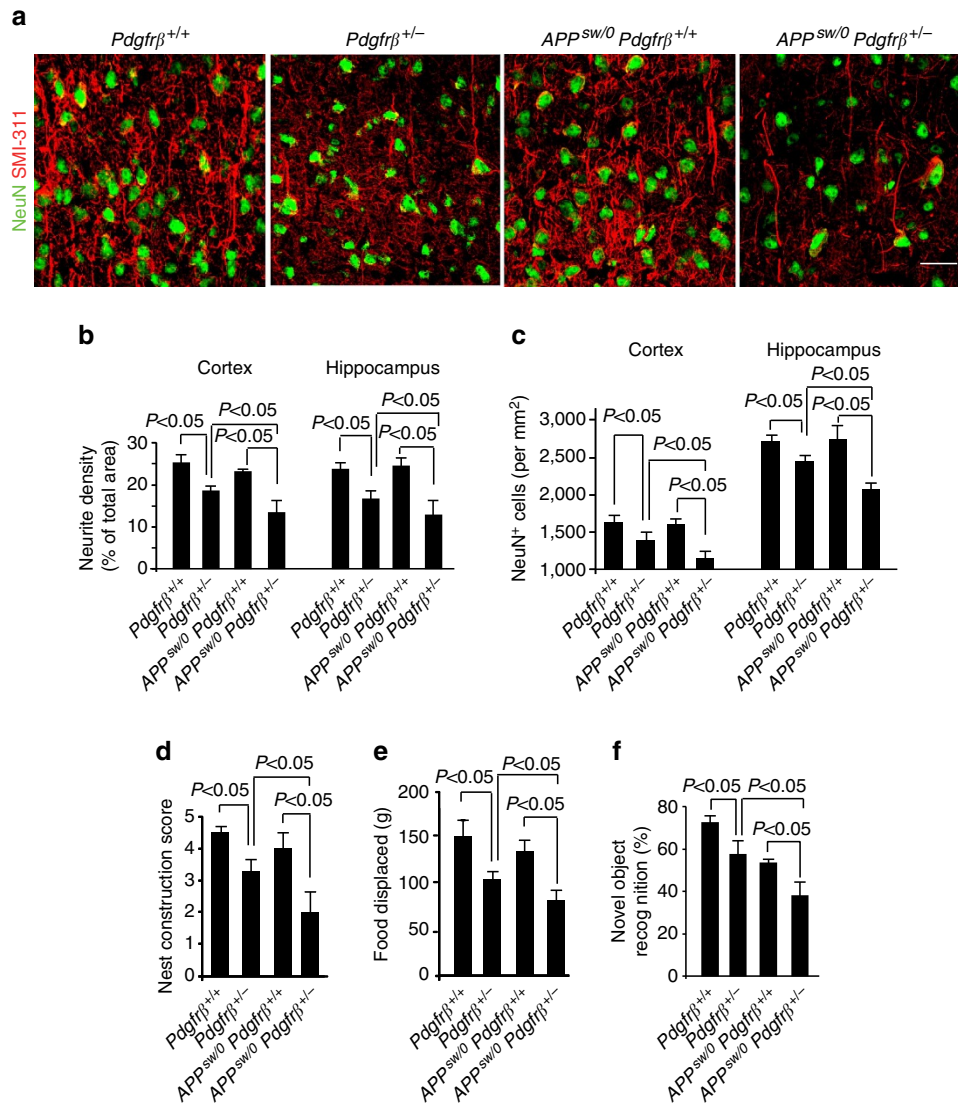 a
Pdgfrβ+/+
Pdgfrβ+/–
APPsw/0 Pdgfrβ+/+
APPsw/0 Pdgfrβ+/–
NeuN SMI-311
b
Cortex
Hippocampus
P<0.05
P<0.05
P<0.05
P<0.05
P<0.05
P<0.05
Neurite density
(% of total area)
30
20
10
0
Pdgfrβ+/+
Pdgfrβ+/–
APPsw/0 Pdgfrβ+/+
APPsw/0 Pdgfrβ+/–
Pdgfrβ+/+
Pdgfrβ+/–
APPsw/0 Pdgfrβ+/+
APPsw/0 Pdgfrβ+/–
c
Cortex
Hippocampus
P<0.05
P<0.05
P<0.05
P<0.05
P<0.05
P<0.05
NeuN+ cells (per mm2)
3,000
2,500
2,000
1,500
1,000
Pdgfrβ+/+
Pdgfrβ+/–
APPsw/0 Pdgfrβ+/+
APPsw/0 Pdgfrβ+/–
Pdgfrβ+/+
Pdgfrβ+/–
APPsw/0 Pdgfrβ+/+
APPsw/0 Pdgfrβ+/–
d
P<0.05
P<0.05
P<0.05
Nest construction score
5
4
3
2
1
0
Pdgfrβ+/+
Pdgfrβ+/–
APPsw/0 Pdgfrβ+/+
APPsw/0 Pdgfrβ+/–
e
P<0.05
P<0.05
P<0.05
Food displaced (g)
200
150
100
50
0
Pdgfrβ+/+
Pdgfrβ+/–
APPsw/0 Pdgfrβ+/+
APPsw/0 Pdgfrβ+/–
f
P<0.05
P<0.05
P<0.05
Novel object
recog nition (%)
80
60
40
20
0
Pdgfrβ+/+
Pdgfrβ+/–
APPsw/0 Pdgfrβ+/+
APPsw/0 Pdgfrβ+/–